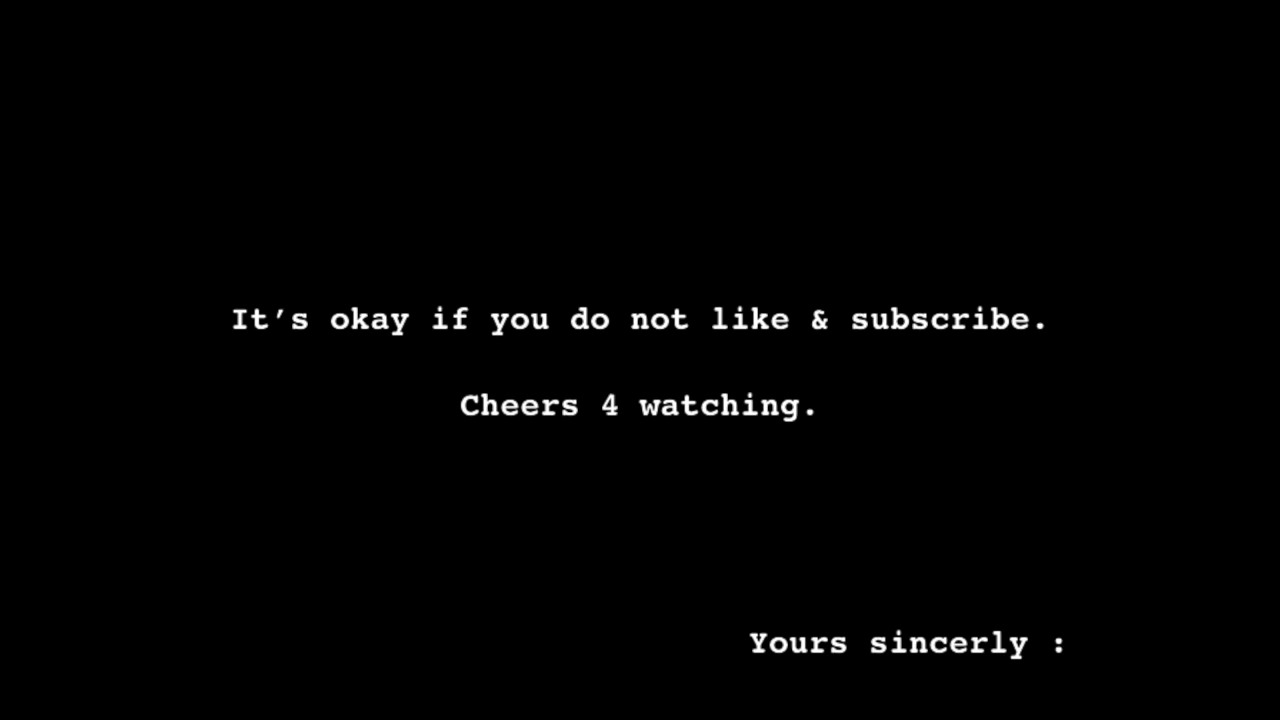 It’s okay if you do not like & subscribe.
Cheers 4 watching.
Yours sincerly :